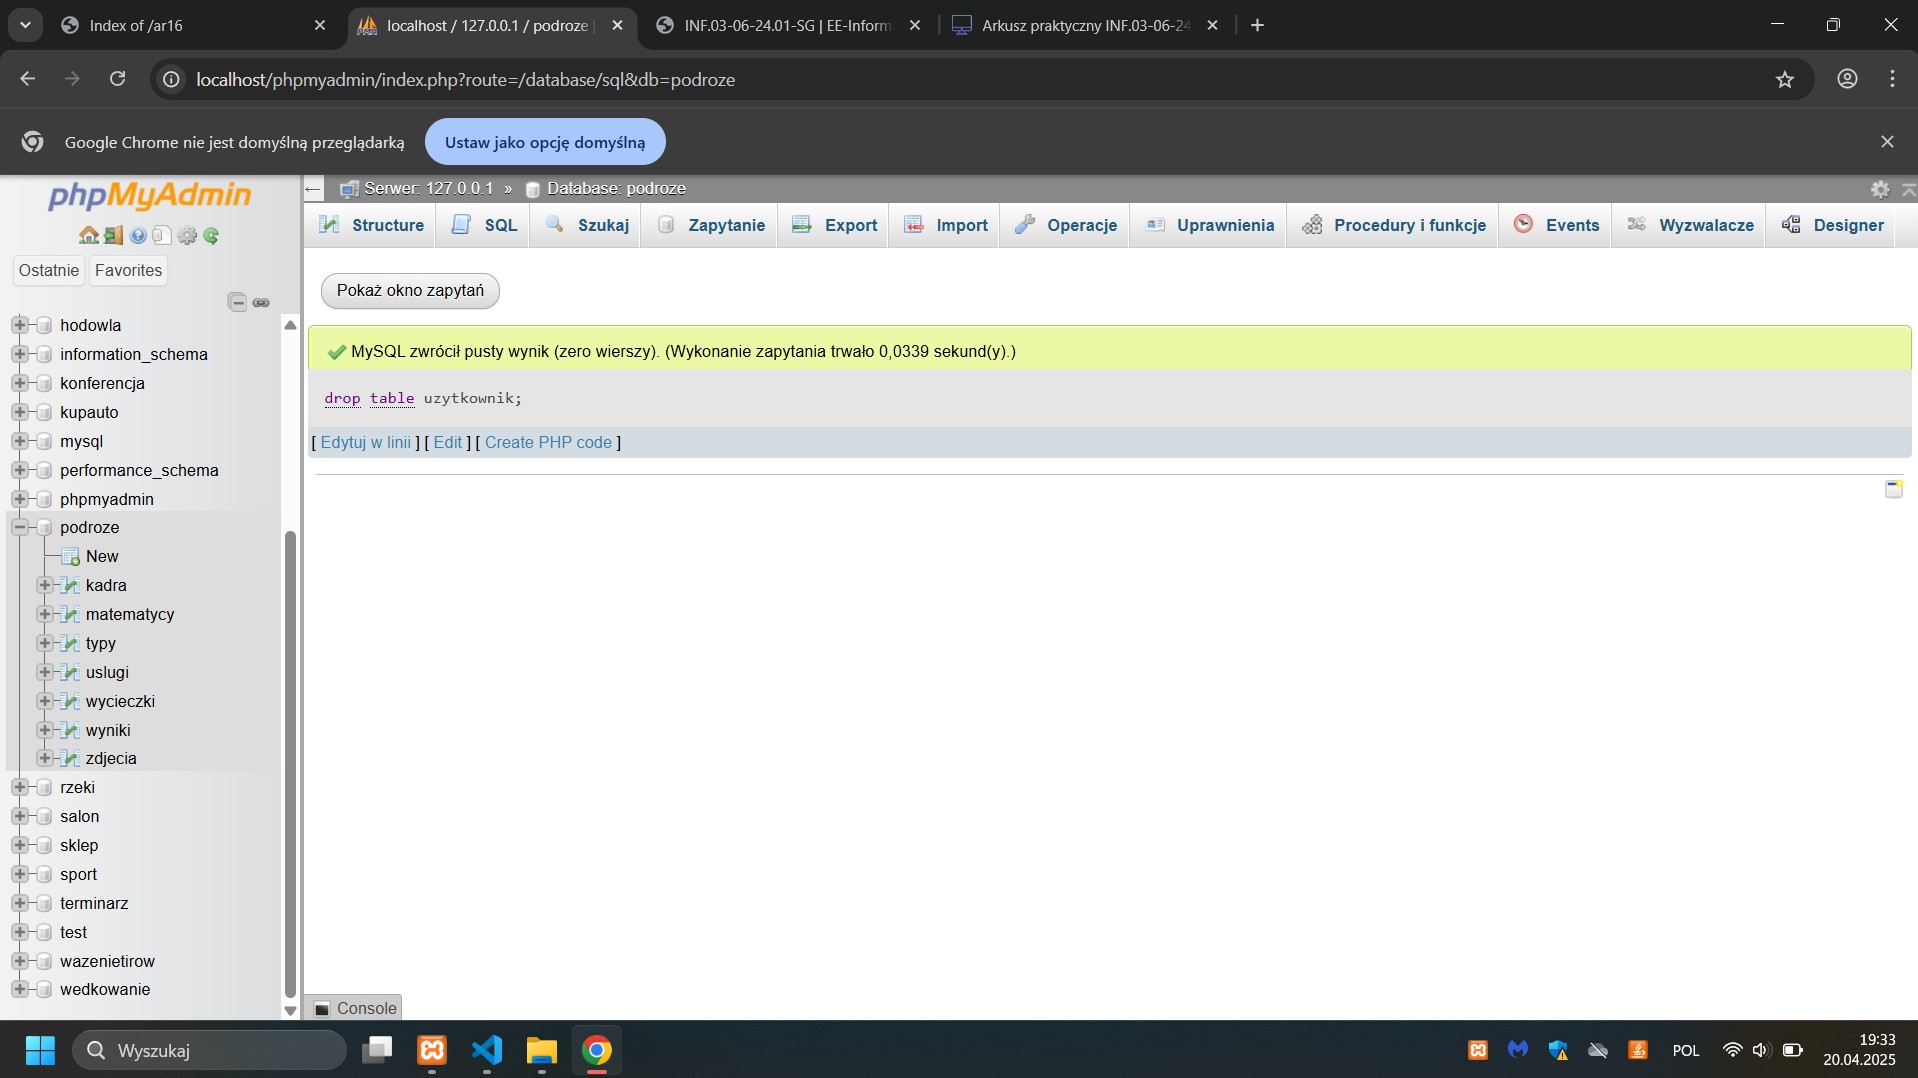 Index of /ar16
localhost / 127.0.0.1 / podroze |
INF.03-06-24.01-SG | EE-Inform
Arkusz praktyczny INF.03-06-24
localhost/phpmyadmin/index.php?route=/database/sql&db=podroze
Google Chrome nie jest domyślną przeglądarką
Ustaw jako opcję domyślną
phpMyAdmin
Ostatnie
Favorites
hodowla
information_schema
konferencja
kupauto
mysql
performance_schema
phpmyadmin
podroze
New
kadra
matematycy
typy
uslugi
wycieczki
wyniki
zdjecia
rzeki
salon
sklep
sport
terminarz
test
wazenietirow
wedkowanie
Serwer: 127.0.0.1 » Database: podroze
Structure
SQL
Szukaj
Zapytanie
Export
Import
Operacje
Uprawnienia
Procedury i funkcje
Events
Wyzwalacze
Designer
Pokaż okno zapytań
MySQL zwrócił pusty wynik (zero wierszy). (Wykonanie zapytania trwało 0,0339 sekund(y).)
drop table uzytkownik;
[ Edytuj w linii ] [ Edit ] [ Create PHP code ]
Console
Wyszukaj
POL
19:33
20.04.2025